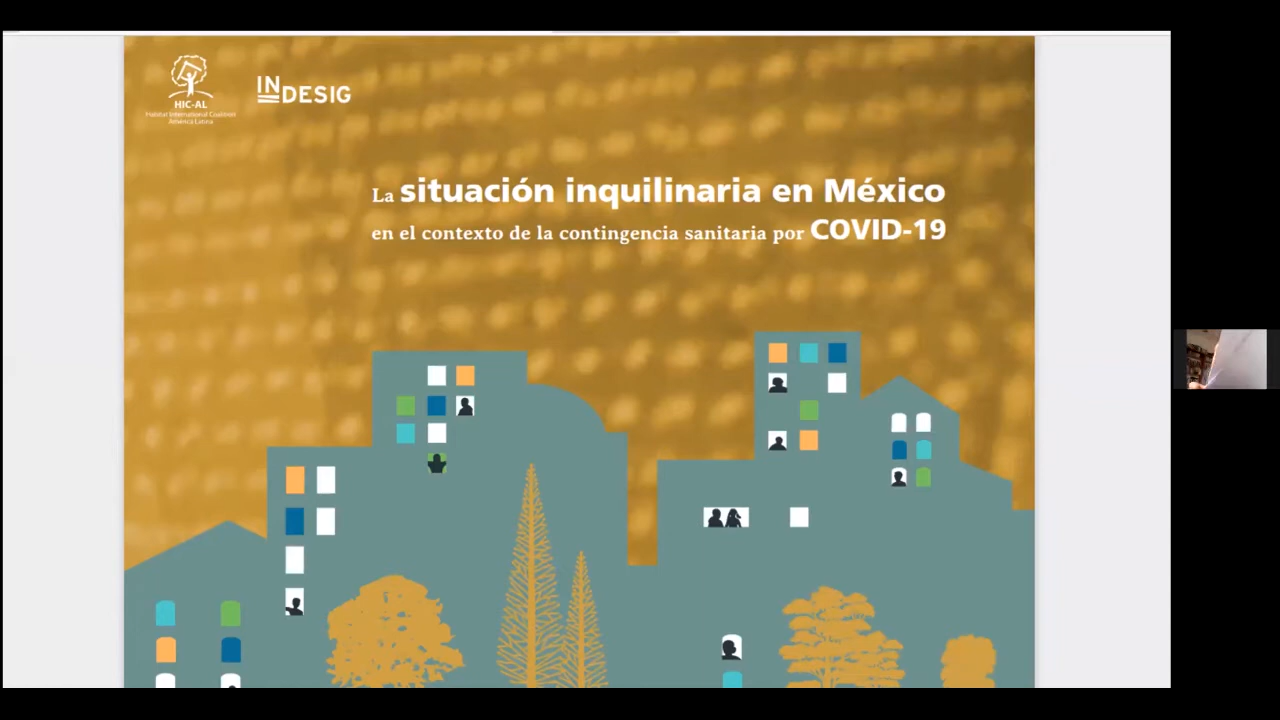 HIC-AL
Habitat International Coalition
América Latina
INDESIG
La situación inquilinaria en México
en el contexto de la contingencia sanitaria por COVID-19